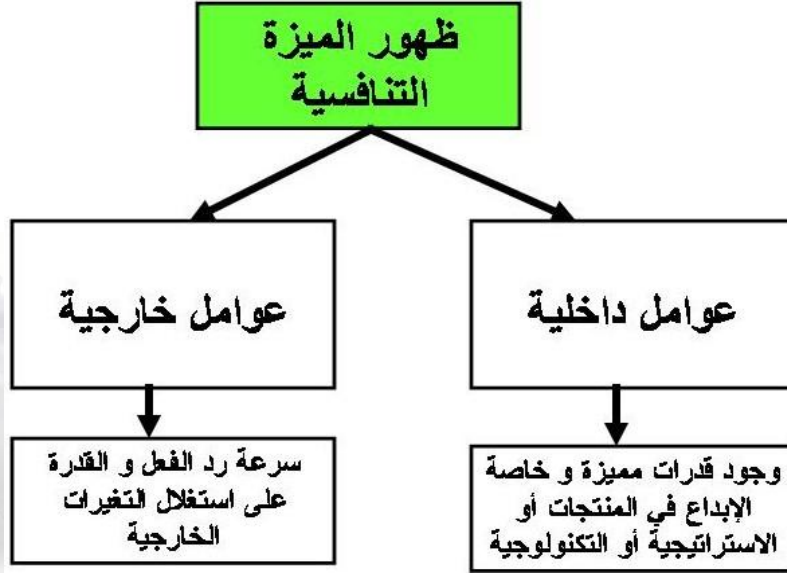 ظهور الميزة
التنافسية
عوامل داخلية
عوامل خارجية
وجود قدرات مميزة و خاصة
الإبداع في المنتجات أو
الاستراتيجية أو التكنولوجية
سرعة رد الفعل و القدرة
على استغلال التغيرات
الخارجية